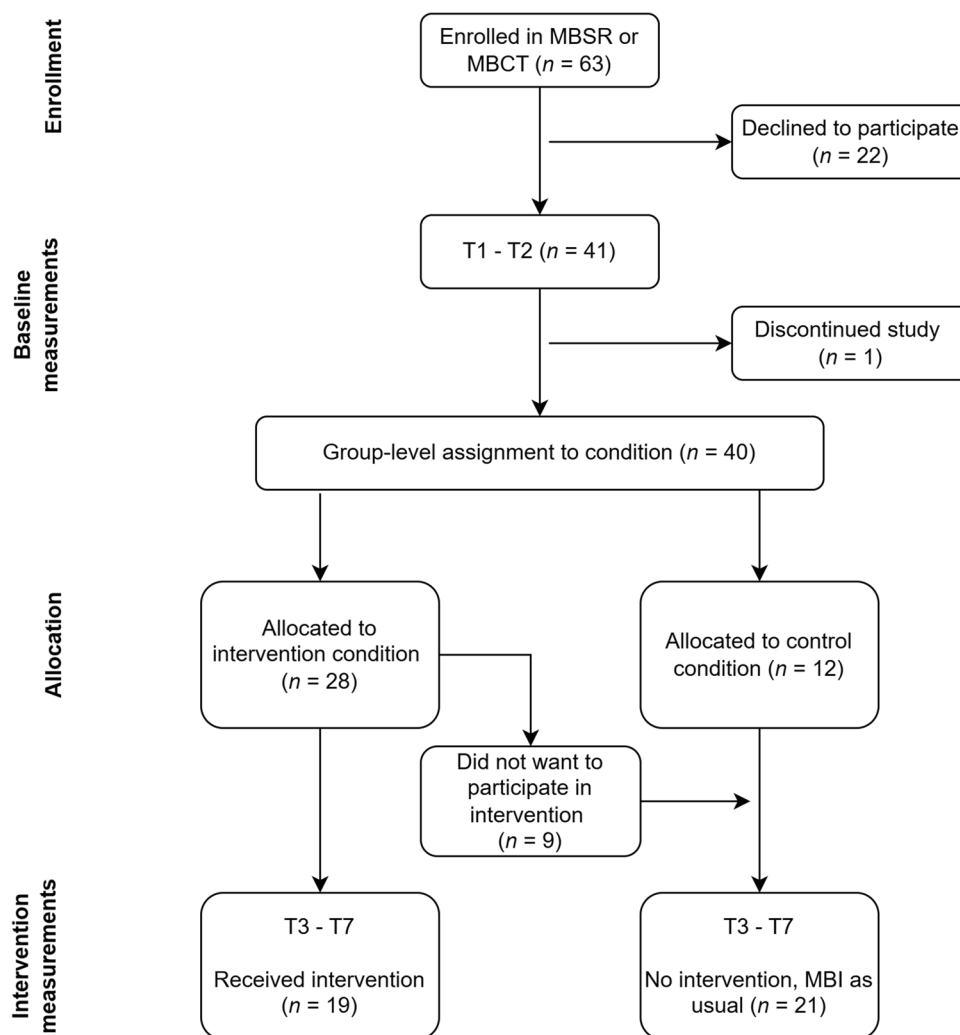 Enrollment
Enrolled in MBSR or
MBCT (n = 63)
Declined to participate
(n = 22)
Baseline
measurements
T1 - T2 (n = 41)
Discontinued study
(n = 1)
Group-level assignment to condition (n = 40)
Allocation
Allocated to
intervention condition
(n = 28)
Allocated to control
condition (n = 12)
Did not want to
participate in
intervention
(n = 9)
Intervention
measurements
T3 - T7
Received intervention
(n = 19)
T3 - T7
No intervention, MBI as
usual (n = 21)